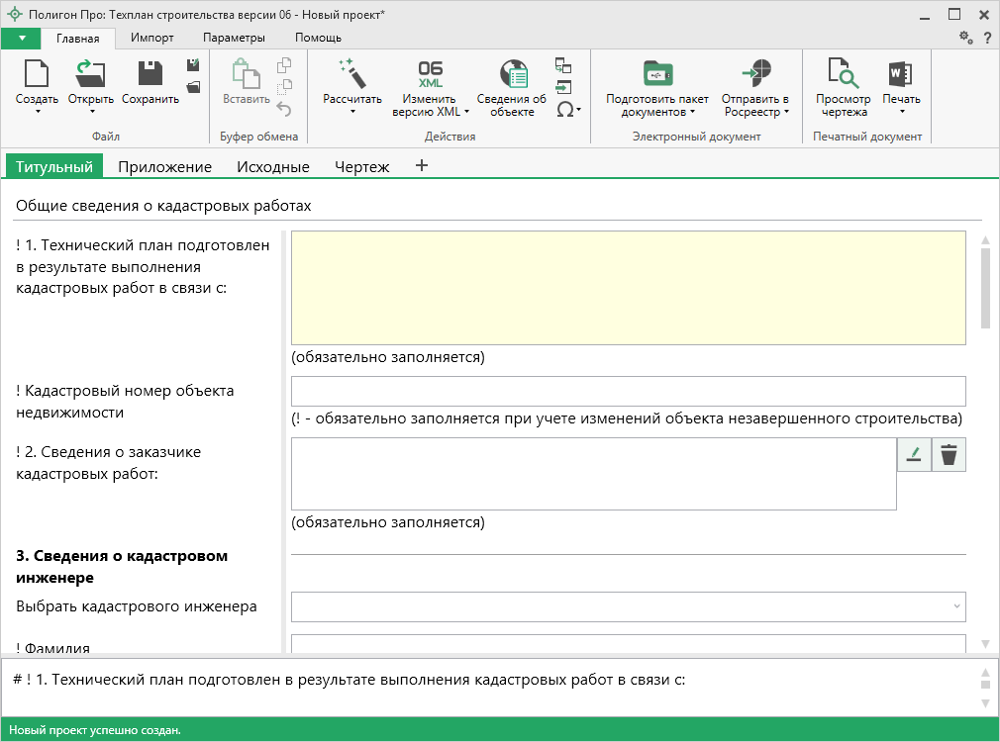 Полигон Про: Техплан строительства версии 06 - Новый проект*
Главная Импорт Параметры Помощь ?
Создать Открыть Сохранить Вставить Рассчитать 06 XML Изменить версию XML Сведения об объекте Подготовить пакет документов Отправить в Росреестр Просмотр чертежа W Печать
Файл Буфер обмена Действия Электронный документ Печатный документ
Титульный Приложение Исходные Чертеж +
Общие сведения о кадастровых работах
! 1. Технический план подготовлен
в результате выполнения
кадастровых работ в связи с:
(обязательно заполняется)
! Кадастровый номер объекта
недвижимости
(! - обязательно заполняется при учете изменений объекта незавершенного строительства)
! 2. Сведения о заказчике
кадастровых работ:
(обязательно заполняется)
3. Сведения о кадастровом
инженере
Выбрать кадастрового инженера
! Фамилия
# ! 1. Технический план подготовлен в результате выполнения кадастровых работ в связи с:
Новый проект успешно создан.